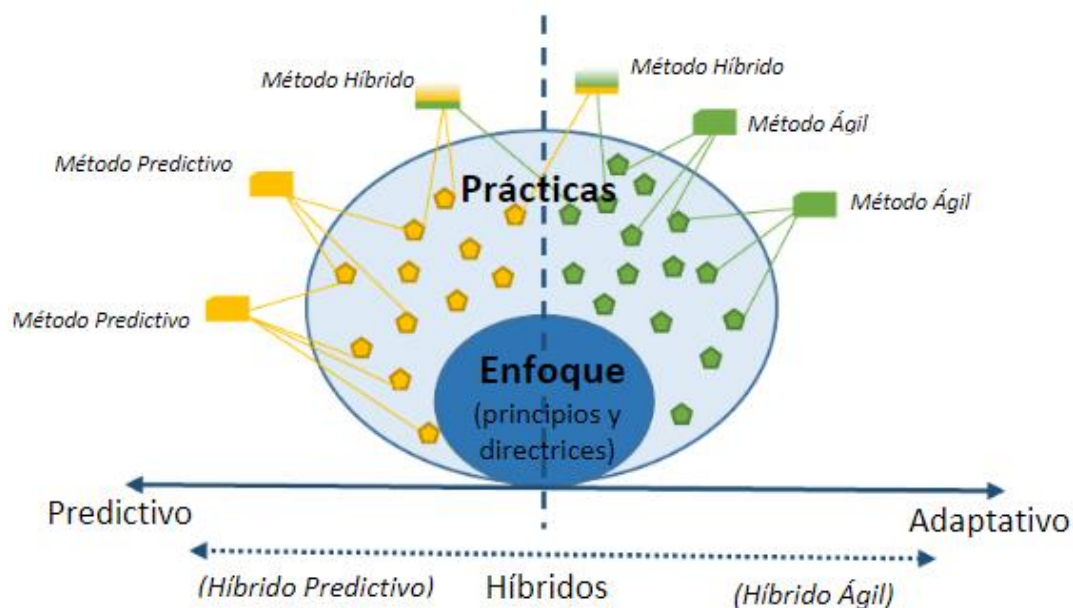 Método Híbrido
Método Híbrido
Método Ágil
Método Predictivo
Prácticas
Método Ágil
Método Predictivo
Enfoque
(principios y
directrices)
Predictivo
Adaptativo
(Híbrido Predictivo)
Híbridos
(Híbrido Ágil)